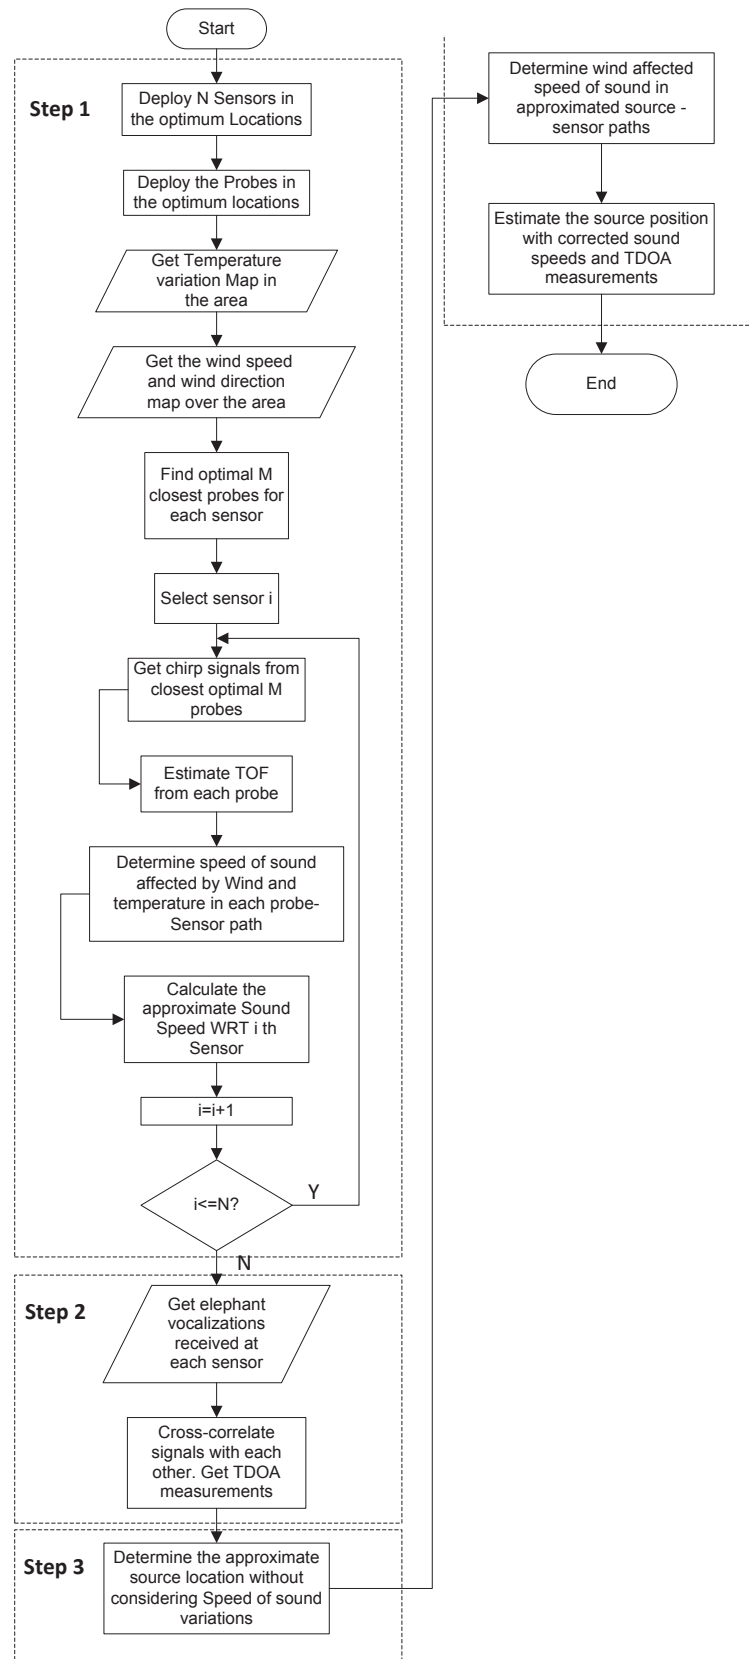 Start
Step 1
Deploy N Sensors in
the optimum Locations
Deploy the Probes in
the optimum locations
Get Temperature
variation Map in
the area
Get the wind speed
and wind direction
map over the area
Find optimal M
closest probes for
each sensor
Select sensor i
Get chirp signals from
closest optimal M
probes
Estimate TOF
from each probe
Determine speed of sound
affected by Wind and
temperature in each probe-
Sensor path
Calculate the
approximate Sound
Speed WRT i th
Sensor
i=i+1
i<=N?
Y
N
Step 2
Get elephant
vocalizations
received at
each sensor
Cross-correlate
signals with each
other. Get TDOA
measurements
Step 3
Determine the approximate
source location without
considering Speed of sound
variations
Determine wind affected
speed of sound in
approximated source -
sensor paths
Estimate the source position
with corrected sound
speeds and TDOA
measurements
End